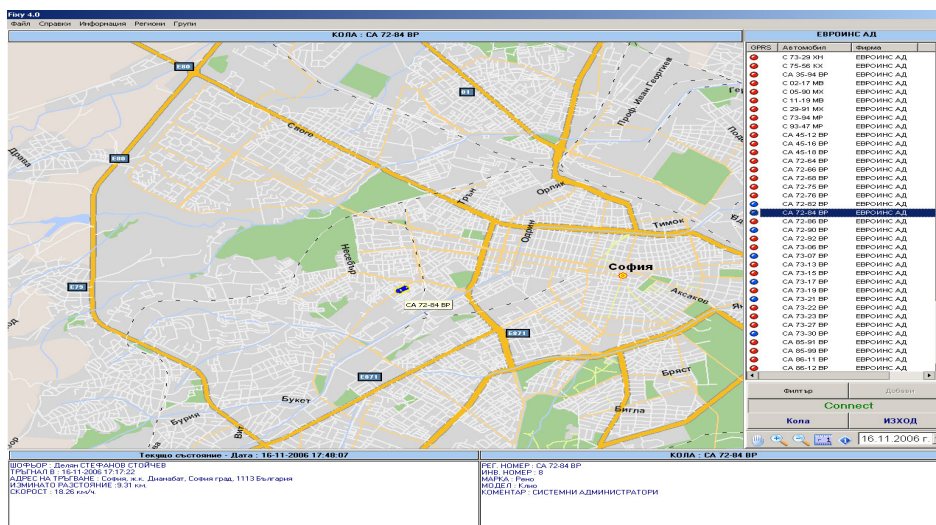 Fixy 4.0
Файл Справки Информация Региони Групи
КОЛА : СА 72-84 ВР
ЕВРОИНС АД
GPRS Автомобил Фирма
С 73-29 ХН ЕВРОИНС АД
С 75-56 КХ ЕВРОИНС АД
СА 35-94 ВР ЕВРОИНС АД
С 02-17 МВ ЕВРОИНС АД
С 05-90 МХ ЕВРОИНС АД
С 11-19 МВ ЕВРОИНС АД
С 29-91 МХ ЕВРОИНС АД
С 73-94 МР ЕВРОИНС АД
С 93-47 МР ЕВРОИНС АД
СА 45-12 ВР ЕВРОИНС АД
СА 45-16 ВР ЕВРОИНС АД
СА 45-18 ВР ЕВРОИНС АД
СА 72-64 ВР ЕВРОИНС АД
СА 72-66 ВР ЕВРОИНС АД
СА 72-68 ВР ЕВРОИНС АД
СА 72-75 ВР ЕВРОИНС АД
СА 72-76 ВР ЕВРОИНС АД
СА 72-82 ВР ЕВРОИНС АД
СА 72-84 ВР ЕВРОИНС АД
СА 72-86 ВР ЕВРОИНС АД
СА 72-90 ВР ЕВРОИНС АД
СА 72-92 ВР ЕВРОИНС АД
СА 73-06 ВР ЕВРОИНС АД
СА 73-07 ВР ЕВРОИНС АД
СА 73-13 ВР ЕВРОИНС АД
СА 73-15 ВР ЕВРОИНС АД
СА 73-17 ВР ЕВРОИНС АД
СА 73-19 ВР ЕВРОИНС АД
СА 73-21 ВР ЕВРОИНС АД
СА 73-22 ВР ЕВРОИНС АД
СА 73-23 ВР ЕВРОИНС АД
СА 73-27 ВР ЕВРОИНС АД
СА 73-30 ВР ЕВРОИНС АД
СА 85-91 ВР ЕВРОИНС АД
СА 85-99 ВР ЕВРОИНС АД
СА 86-11 ВР ЕВРОИНС АД
СА 86-12 ВР ЕВРОИНС АД
Филтър Добави
Connect
Кола ИЗХОД
16.11.2006 г.
E80
01
Проф. Иван Георгиев
Своге
Драва
E80
Трън
Орляк
Одрин
Тимок
Несебър
София
E79
Аксаков
СА 72-84 ВР
E871
E871
Бряст
Букет
Бигла
Бурия
Вит
Текущо състояние - Дата : 16-11-2006 17:48:07
ШОФЬОР : Делян СТЕФАНОВ СТОЙЧЕВ
ТРЪГНАЛ В : 16-11-2006 17:17:22
АДРЕС НА ТРЪГВАНЕ : София, ж.к. Дианабат, София град, 1113 България
ИЗМИНАТО РАЗСТОЯНИЕ :9.31 км.
СКОРОСТ : 18.26 км/ч.
КОЛА : СА 72-84 ВР
РЕГ. НОМЕР : СА 72-84 ВР
ИНВ. НОМЕР : 8
МАРКА : Рено
МОДЕЛ : Клио
КОМЕНТАР : СИСТЕМНИ АДМИНИСТРАТОРИ